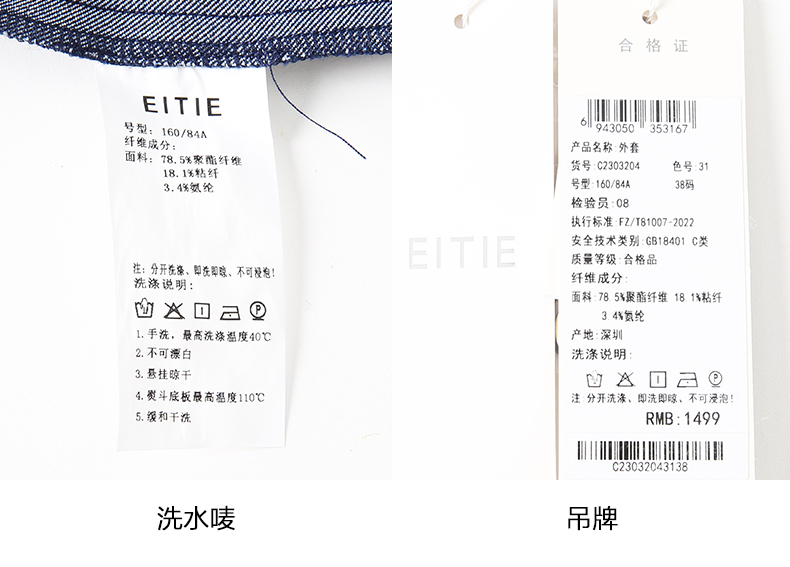 EITIE
号型: 160/84A
纤维成分:
面料: 78.5%聚酯纤维
18.1%粘纤
3.4%氨纶
注: 分开洗涤、即洗即晾、不可浸泡!
洗涤说明:
1.手洗，最高洗涤温度40℃
2.不可漂白
3.悬挂晾干
4.熨斗底板最高温度110℃
5.缓和干洗
洗水唛
EITIE
合格证
6 943050 353167
产品名称:外套
货号:C2303204 色号:31
号型:160/84A 38码
检验员:08
执行标准:FZ/T81007-2022
安全技术类别:GB18401 C类
质量等级:合格品
纤维成分:
面料:78.5%聚酯纤维 18.1%粘纤
3.4%氨纶
产地:深圳
洗涤说明:
注 分开洗涤、即洗即晾、不可浸泡!
RMB:1499
C23032043138
吊牌